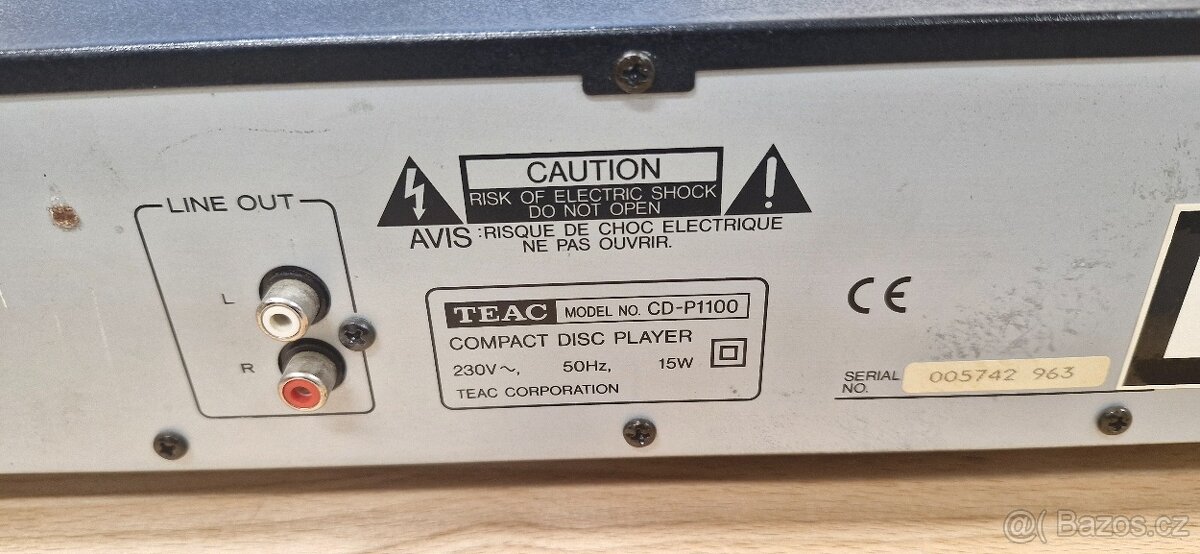 CAUTION
RISK OF ELECTRIC SHOCK
DO NOT OPEN
AVIS :RISQUE DE CHOC ELECTRIQUE
NE PAS OUVRIR.
LINE OUT
L
R
TEAC MODEL NO. CD-P1100
COMPACT DISC PLAYER
230V~, 50Hz, 15W
TEAC CORPORATION
CE
SERIAL NO. 005742 963
@( Bazos.cz